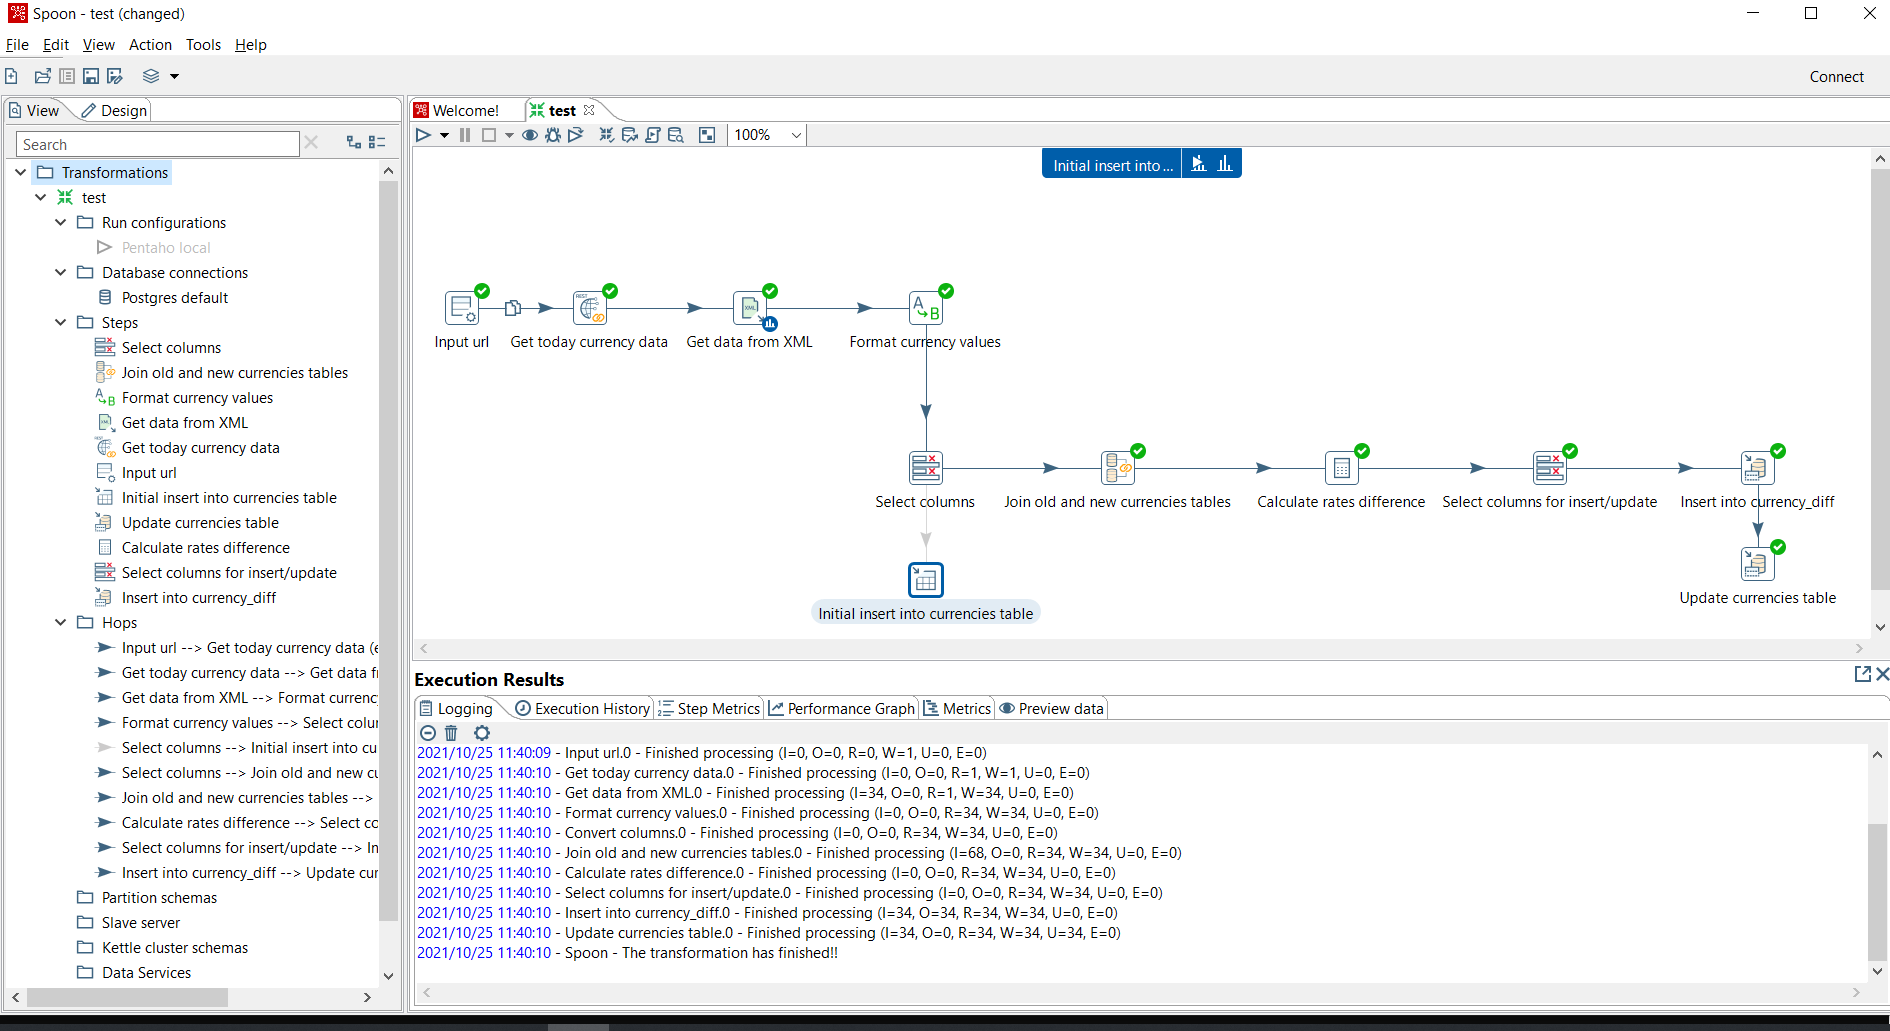 Spoon - test (changed)
File Edit View Action Tools Help
Connect
View Design
Search
Transformations
test
Run configurations
Pentaho local
Database connections
Postgres default
Steps
Select columns
Join old and new currencies tables
Format currency values
Get data from XML
Get today currency data
Input url
Initial insert into currencies table
Update currencies table
Calculate rates difference
Select columns for insert/update
Insert into currency_diff
Hops
Input url --> Get today currency data (e
Get today currency data --> Get data fr
Get data from XML --> Format currency
Format currency values --> Select colur
Select columns --> Initial insert into cu
Select columns --> Join old and new cu
Join old and new currencies tables -->
Calculate rates difference --> Select co
Select columns for insert/update --> In
Insert into currency_diff --> Update cur
Partition schemas
Slave server
Kettle cluster schemas
Data Services
Welcome! test
100%
Initial insert into ...
REST
XML
A B
Input url Get today currency data Get data from XML Format currency values
Select columns Join old and new currencies tables Calculate rates difference Select columns for insert/update Insert into currency_diff
Initial insert into currencies table
Update currencies table
Execution Results
Logging Execution History Step Metrics Performance Graph Metrics Preview data
2021/10/25 11:40:09 - Input url.0 - Finished processing (I=0, O=0, R=0, W=1, U=0, E=0)
2021/10/25 11:40:10 - Get today currency data.0 - Finished processing (I=0, O=0, R=1, W=1, U=0, E=0)
2021/10/25 11:40:10 - Get data from XML.0 - Finished processing (I=34, O=0, R=1, W=34, U=0, E=0)
2021/10/25 11:40:10 - Format currency values.0 - Finished processing (I=0, O=0, R=34, W=34, U=0, E=0)
2021/10/25 11:40:10 - Convert columns.0 - Finished processing (I=0, O=0, R=34, W=34, U=0, E=0)
2021/10/25 11:40:10 - Join old and new currencies tables.0 - Finished processing (I=68, O=0, R=34, W=34, U=0, E=0)
2021/10/25 11:40:10 - Calculate rates difference.0 - Finished processing (I=0, O=0, R=34, W=34, U=0, E=0)
2021/10/25 11:40:10 - Select columns for insert/update.0 - Finished processing (I=0, O=0, R=34, W=34, U=0, E=0)
2021/10/25 11:40:10 - Insert into currency_diff.0 - Finished processing (I=34, O=34, R=34, W=34, U=0, E=0)
2021/10/25 11:40:10 - Update currencies table.0 - Finished processing (I=34, O=0, R=34, W=34, U=34, E=0)
2021/10/25 11:40:10 - Spoon - The transformation has finished!!